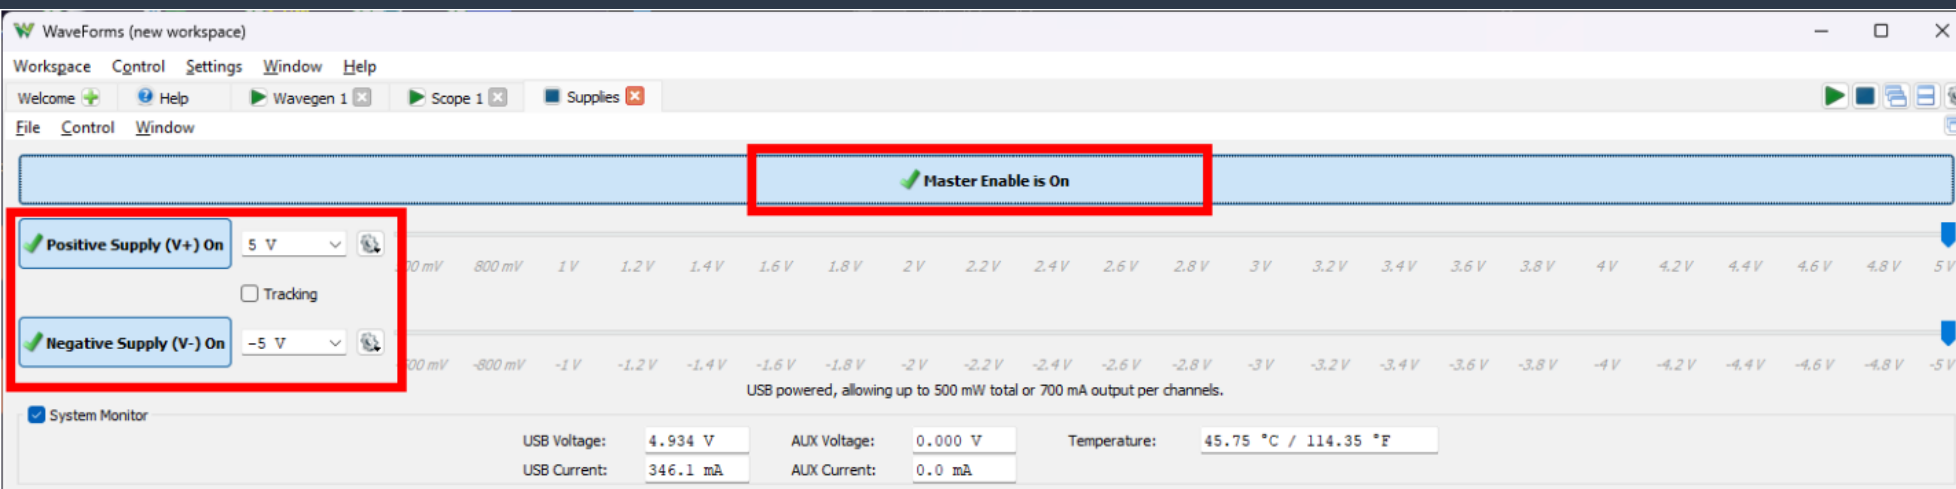 WaveForms (new workspace)
Workspace Control Settings Window Help
Welcome Help Wavegen 1 Scope 1 Supplies
File Control Window
Master Enable is On
Positive Supply (V+) On 5 V
800 mV 1 V 1.2 V 1.4 V 1.6 V 1.8 V 2 V 2.2 V 2.4 V 2.6 V 2.8 V 3 V 3.2 V 3.4 V 3.6 V 3.8 V 4 V 4.2 V 4.4 V 4.6 V 4.8 V 5 V
Tracking
Negative Supply (V-) On -5 V
-800 mV -1 V -1.2 V -1.4 V -1.6 V -1.8 V -2 V -2.2 V -2.4 V -2.6 V -2.8 V -3 V -3.2 V -3.4 V -3.6 V -3.8 V -4 V -4.2 V -4.4 V -4.6 V -4.8 V -5 V
USB powered, allowing up to 500 mW total or 700 mA output per channels.
System Monitor
USB Voltage: 4.934 V AUX Voltage: 0.000 V Temperature: 45.75 °C / 114.35 °F
USB Current: 346.1 mA AUX Current: 0.0 mA